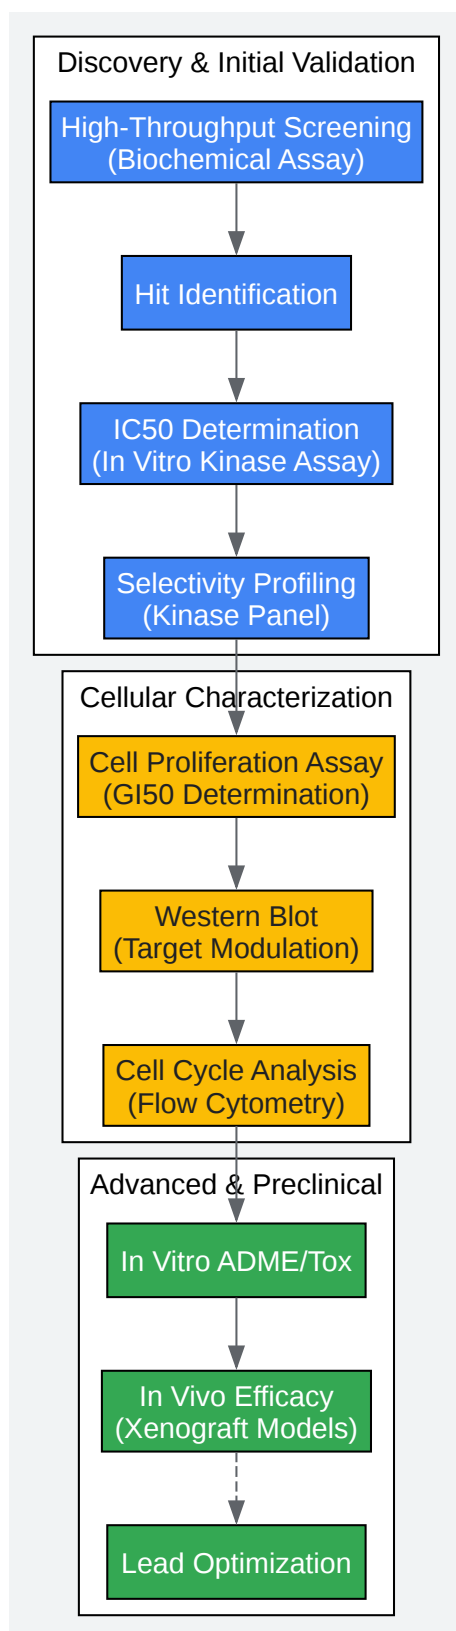 Discovery & Initial Validation
High-Throughput Screening
(Biochemical Assay)
Hit Identification
IC50 Determination
(In Vitro Kinase Assay)
Selectivity Profiling
(Kinase Panel)
Cellular Characterization
Cell Proliferation Assay
(GI50 Determination)
Western Blot
(Target Modulation)
Cell Cycle Analysis
(Flow Cytometry)
Advanced & Preclinical
In Vitro ADME/Tox
In Vivo Efficacy
(Xenograft Models)
Lead Optimization